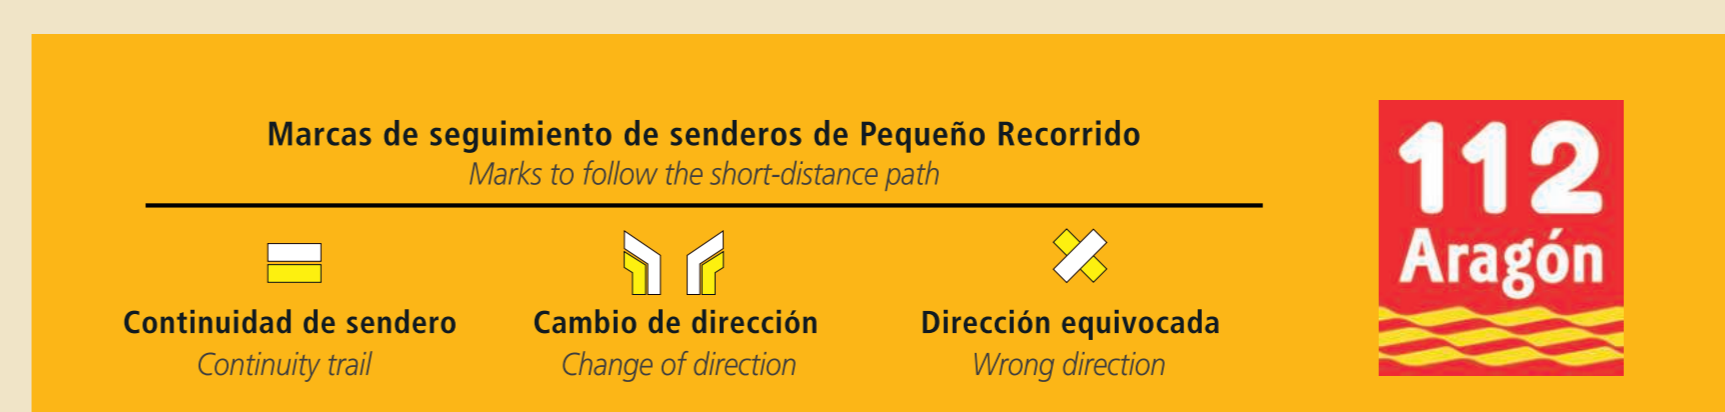 Marcas de seguimiento de senderos de Pequeño Recorrido
Marks to follow the short-distance path
Continuidad de sendero
Continuity trail
Cambio de dirección
Change of direction
Dirección equivocada
Wrong direction
112
Aragón